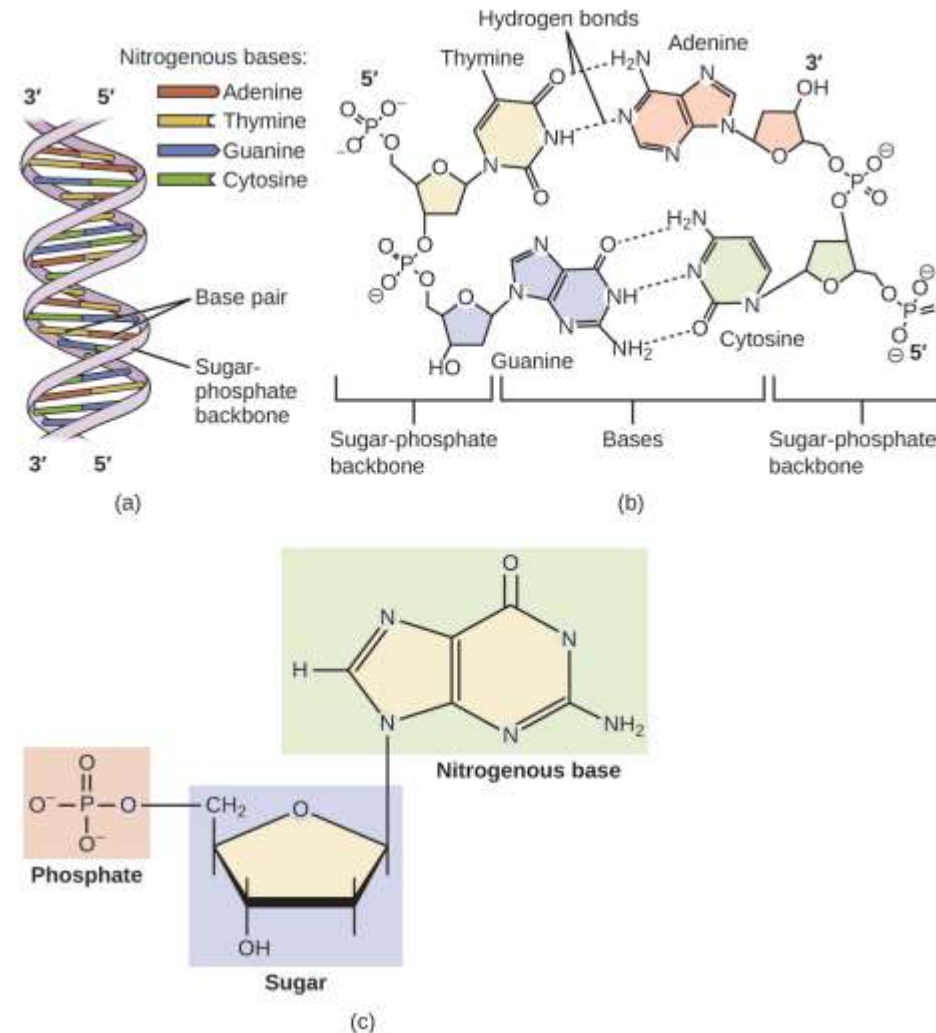 Nitrogenous bases:
3′ 5′
Adenine
Thymine
Guanine
Cytosine
Base pair
Sugar-
phosphate
backbone
3′ 5′
(a)
Hydrogen
bonds
Thymine
Adenine
5′
3′
O
O⁻
P
⁻O
O
O
O
N
NH
O
H₂N
N
N
N
N
O
OH
O
O⊖
P
O
O
O
O
P
O
⊖O
O
O
N
N
O
NH
N
NH₂
HO
Guanine
H₂N
N
N
O
Cytosine
O
O
O⊖
P
O
⊖
5′
Sugar-phosphate
backbone
Bases
Sugar-phosphate
backbone
(b)
O
N
N
H
N
N
NH₂
Nitrogenous base
O
O⁻ P O
O⁻
Phosphate
CH₂
O
OH
Sugar
(c)